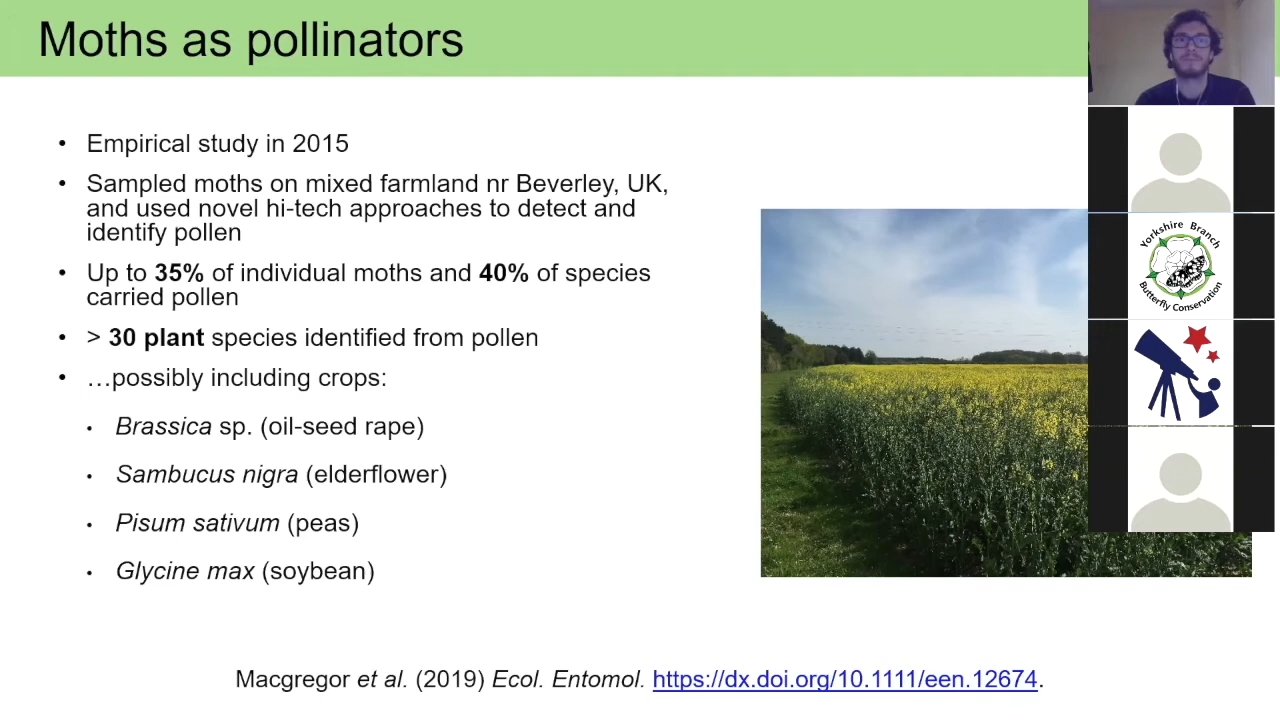 Moths as pollinators
• Empirical study in 2015
• Sampled moths on mixed farmland nr Beverley, UK,
and used novel hi-tech approaches to detect and
identify pollen
• Up to 35% of individual moths and 40% of species
carried pollen
• > 30 plant species identified from pollen
• …possibly including crops:
• Brassica sp. (oil-seed rape)
• Sambucus nigra (elderflower)
• Pisum sativum (peas)
• Glycine max (soybean)
Macgregor et al. (2019) Ecol. Entomol. https://dx.doi.org/10.1111/een.12674.
Yorkshire Branch
Butterfly Conservation